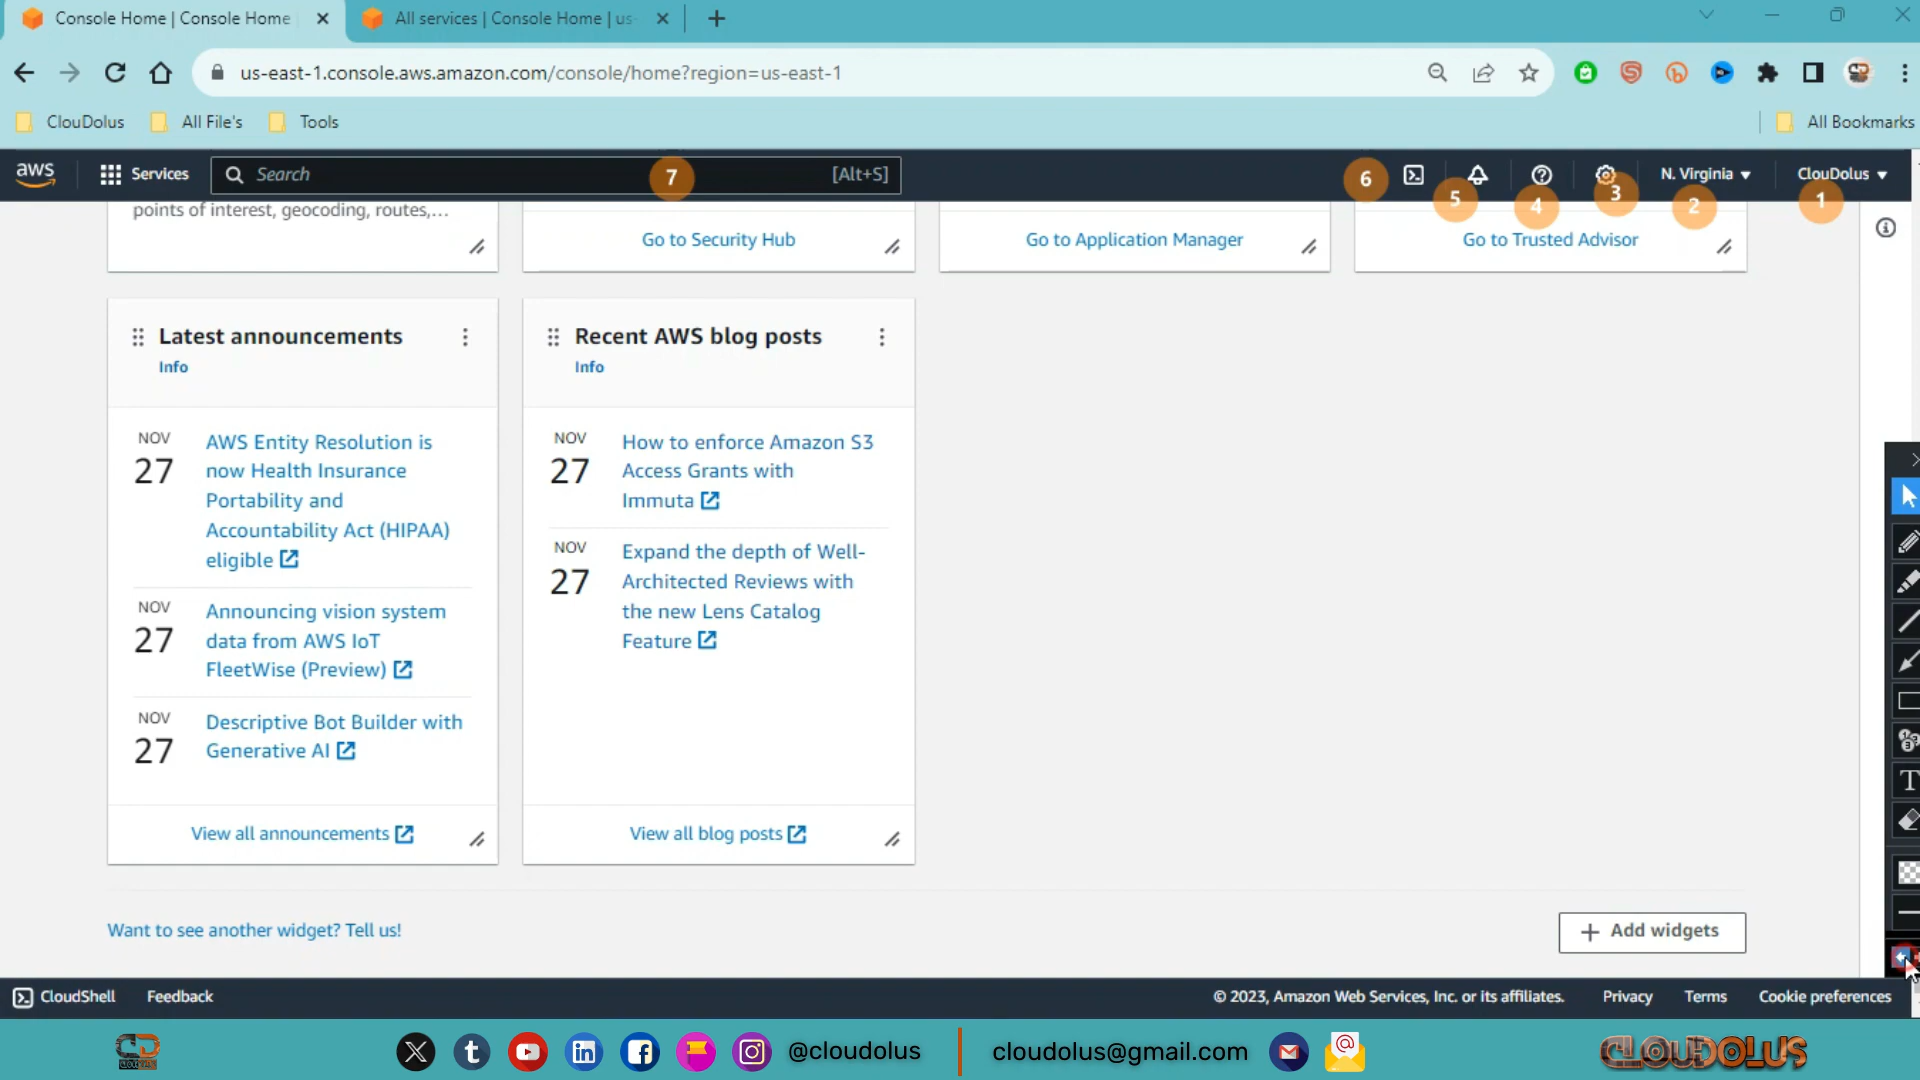 Console Home | Console Home
All services | Console Home | us-
us-east-1.console.aws.amazon.com/console/home?region=us-east-1
ClouDolus
All File's
Tools
All Bookmarks
aws
Services
Search
7
[Alt+S]
6
5
4
3
N. Virginia
2
ClouDolus
1
points of interest, geocoding, routes,...
Go to Security Hub
Go to Application Manager
Go to Trusted Advisor
Latest announcements
Info
NOV
27
AWS Entity Resolution is
now Health Insurance
Portability and
Accountability Act (HIPAA)
eligible
NOV
27
Announcing vision system
data from AWS IoT
FleetWise (Preview)
NOV
27
Descriptive Bot Builder with
Generative AI
View all announcements
Recent AWS blog posts
Info
NOV
27
How to enforce Amazon S3
Access Grants with
Immuta
NOV
27
Expand the depth of Well-
Architected Reviews with
the new Lens Catalog
Feature
View all blog posts
Want to see another widget? Tell us!
Add widgets
CloudShell
Feedback
© 2023, Amazon Web Services, Inc. or its affiliates.
Privacy
Terms
Cookie preferences
@cloudolus
cloudolus@gmail.com
CLOUDOLUS